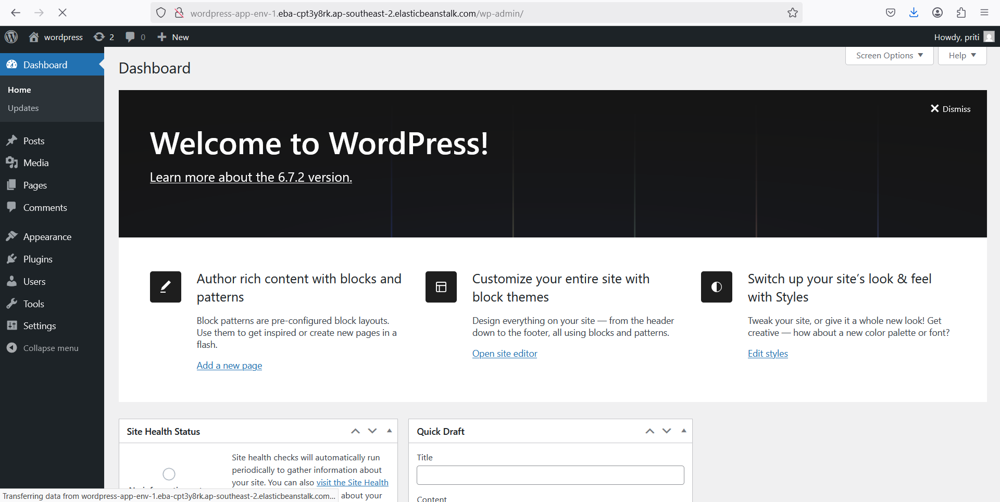 wordpress-app-env-1.eba-cpt3y8rk.ap-southeast-2.elasticbeanstalk.com/wp-admin/
wordpress 2 0 New Howdy, priti
Dashboard
Home
Updates
Posts
Media
Pages
Comments
Appearance
Plugins
Users
Tools
Settings
Collapse menu
Screen Options Help
Dashboard
Dismiss
Welcome to WordPress!
Learn more about the 6.7.2 version.
Author rich content with blocks and
patterns
Block patterns are pre-configured block layouts.
Use them to get inspired or create new pages in a
flash.
Add a new page
Customize your entire site with
block themes
Design everything on your site — from the header
down to the footer, all using blocks and patterns.
Open site editor
Switch up your site’s look & feel
with Styles
Tweak your site, or give it a whole new look! Get
creative — how about a new color palette or font?
Edit styles
Site Health Status
Site health checks will automatically run
periodically to gather information about
your site. You can also visit the Site Health
about your
Quick Draft
Title
Content
Transferring data from wordpress-app-env-1.eba-cpt3y8rk.ap-southeast-2.elasticbeanstalk.com...